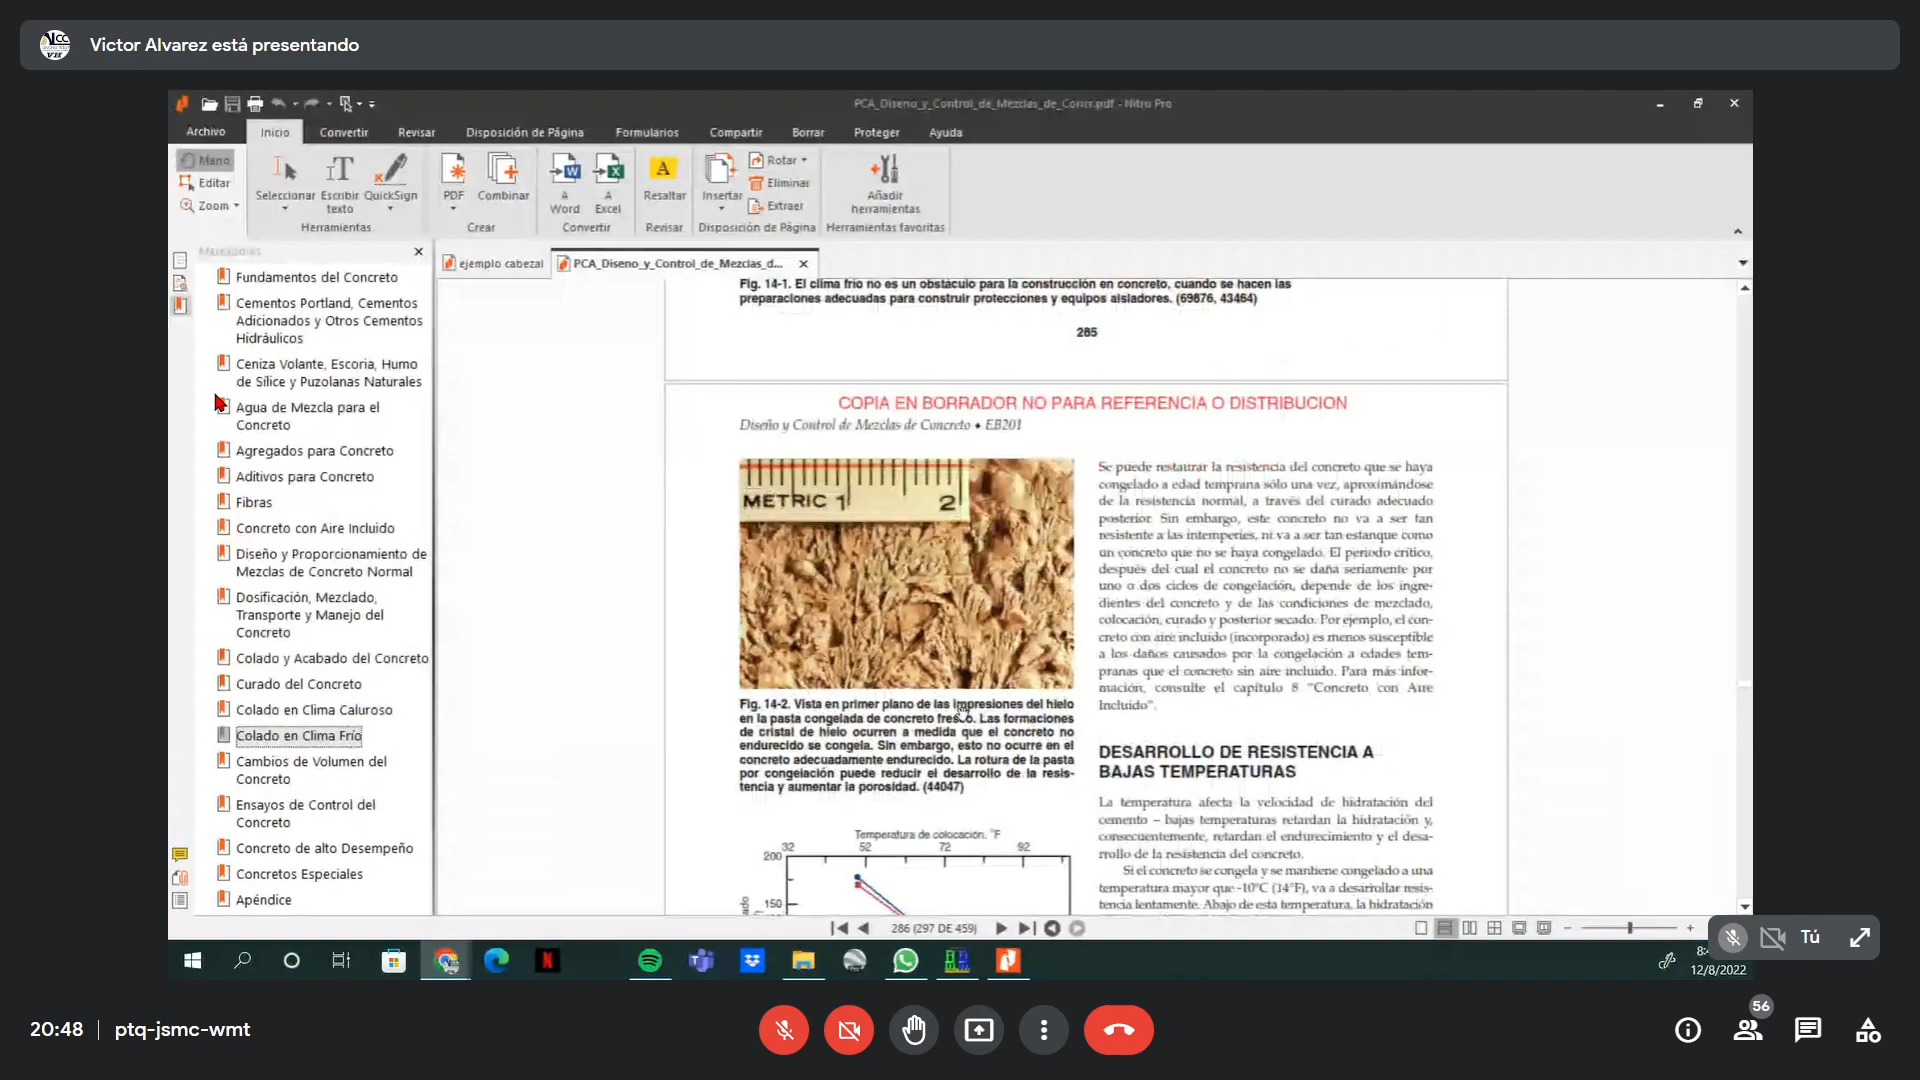 Victor Alvarez está presentando
PCA_Diseno_y_Control_de_Mezclas_de_Concr.pdf - Nitro Pro
Archivo Inicio Convertir Revisar Disposición de Página Formularios Compartir Borrar Proteger Ayuda
Mano
Editar
Zoom
Seleccionar
Escribir
texto
QuickSign
Herramientas
PDF
Combinar
Crear
A
Word
A
Excel
Convertir
Resaltar
Revisar
Insertar
Rotar
Eliminar
Extraer
Disposición de Página
Añadir
herramientas
Herramientas favoritas
Marcadores
Fundamentos del Concreto
Cementos Portland, Cementos
Adicionados y Otros Cementos
Hidráulicos
Ceniza Volante, Escoria, Humo
de Sílice y Puzolanas Naturales
Agua de Mezcla para el
Concreto
Agregados para Concreto
Aditivos para Concreto
Fibras
Concreto con Aire Incluido
Diseño y Proporcionamiento de
Mezclas de Concreto Normal
Dosificación, Mezclado,
Transporte y Manejo del
Concreto
Colado y Acabado del Concreto
Curado del Concreto
Colado en Clima Caluroso
Colado en Clima Frío
Cambios de Volumen del
Concreto
Ensayos de Control del
Concreto
Concreto de alto Desempeño
Concretos Especiales
Apéndice
ejemplo cabezal
PCA_Diseno_y_Control_de_Mezclas_d...
Fig. 14-1. El clima frío no es un obstáculo para la construcción en concreto, cuando se hacen las
preparaciones adecuadas para construir protecciones y equipos aisladores. (69876, 43464)
285
COPIA EN BORRADOR NO PARA REFERENCIA O DISTRIBUCION
Diseño y Control de Mezclas de Concreto ♦ EB201
METRIC 1 2
Fig. 14-2. Vista en primer plano de las impresiones del hielo
en la pasta congelada de concreto fresco. Las formaciones
de cristal de hielo ocurren a medida que el concreto no
endurecido se congela. Sin embargo, esto no ocurre en el
concreto adecuadamente endurecido. La rotura de la pasta
por congelación puede reducir el desarrollo de la resis-
tencia y aumentar la porosidad. (44047)
Temperatura de colocación, °F
32 52 72 92
200
150
Se puede restaurar la resistencia del concreto que se haya
congelado a edad temprana sólo una vez, aproximándose
de la resistencia normal, a través del curado adecuado
posterior. Sin embargo, este concreto no va a ser tan
resistente a las intemperies, ni va a ser tan estanque como
un concreto que no se haya congelado. El periodo crítico,
después del cual el concreto no se daña seriamente por
uno o dos ciclos de congelación, depende de los ingre-
dientes del concreto y de las condiciones de mezclado,
colocación, curado y posterior secado. Por ejemplo, el con-
creto con aire incluido (incorporado) es menos susceptible
a los daños causados por la congelación a edades tem-
pranas que el concreto sin aire incluido. Para más infor-
mación, consulte el capítulo 8 "Concreto con Aire
Incluido".
DESARROLLO DE RESISTENCIA A
BAJAS TEMPERATURAS
La temperatura afecta la velocidad de hidratación del
cemento – bajas temperaturas retardan la hidratación y,
consecuentemente, retardan el endurecimiento y el desa-
rrollo de la resistencia del concreto.
Si el concreto se congela y se mantiene congelado a una
temperatura mayor que -10°C (14°F), va a desarrollar resis-
tencia lentamente. Abajo de esta temperatura, la hidratación
286 (297 DE 459)
Tú
12/8/2022
20:48 | ptq-jsmc-wmt
56